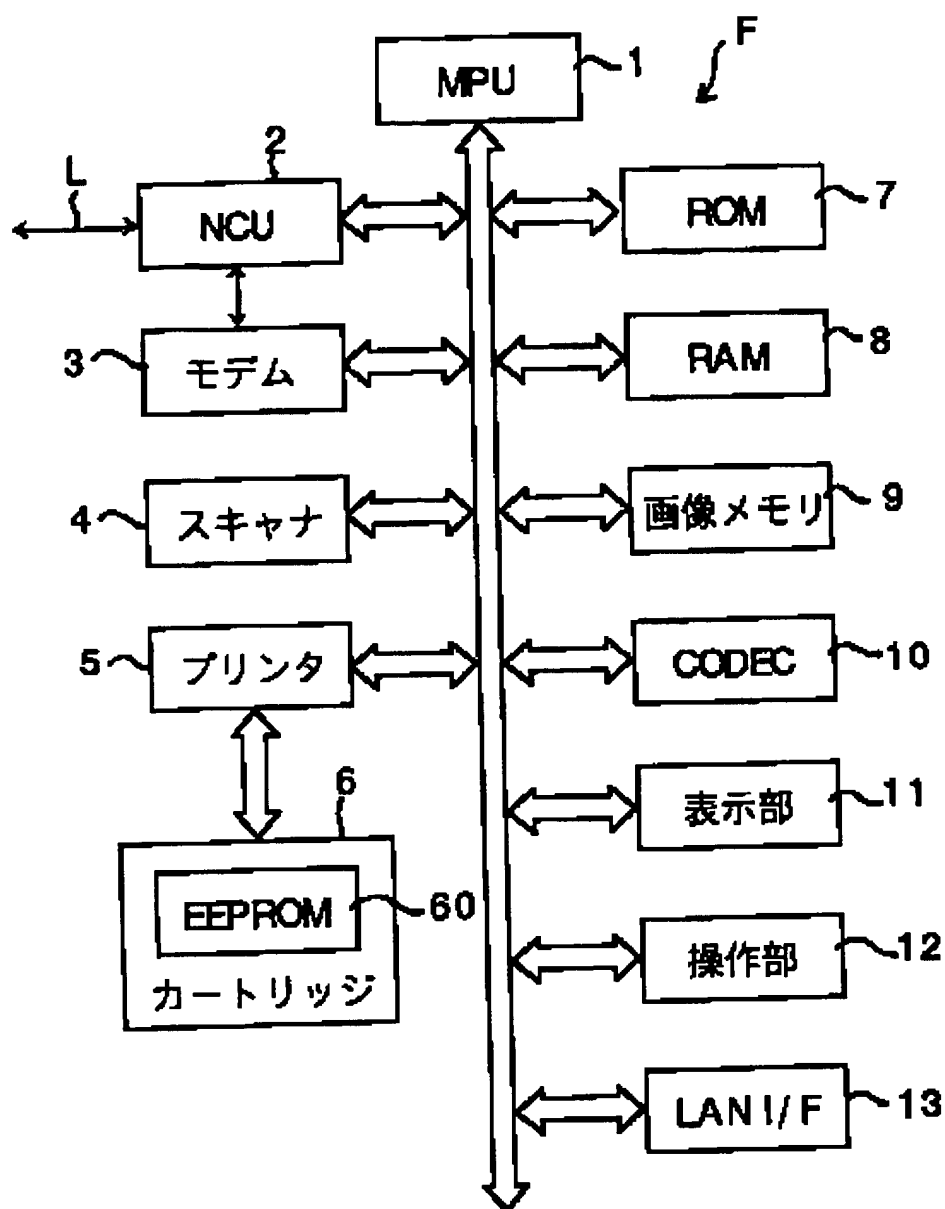 F
MPU 1
L
NCU 2
ROM 7
モデム 3
RAM 8
スキャナ 4
画像メモリ 9
プリンタ 5
CODEC 10
6
表示部 11
EEPROM 60
カートリッジ
操作部 12
LAN I/F 13